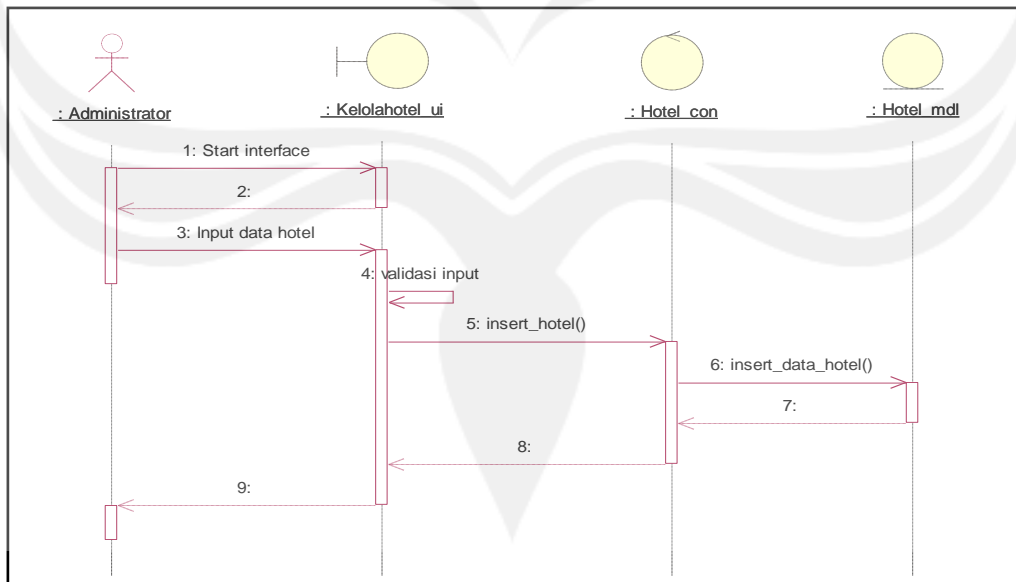 : Administrator
: Kelolahotel_ui
: Hotel_con
: Hotel_mdl
1: Start interface
2:
3: Input data hotel
4: validasi input
5: insert_hotel()
6: insert_data_hotel()
7:
8:
9: